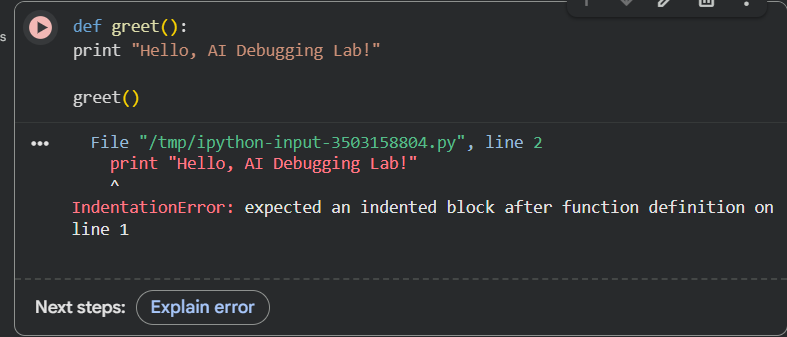 s
def greet():
print "Hello, AI Debugging Lab!"
greet()
File "/tmp/ipython-input-3503158804.py", line 2
print "Hello, AI Debugging Lab!"
^
IndentationError: expected an indented block after function definition on
line 1
Next steps: Explain error